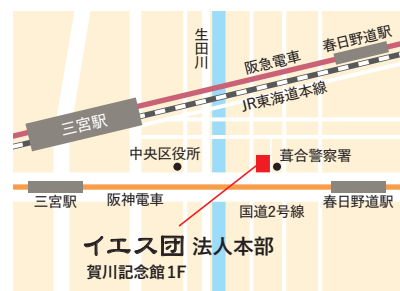 生田川
春日野道駅
阪急電車
JR東海道本線
三宮駅
中央区役所
葺合警察署
三宮駅
阪神電車
国道2号線
春日野道駅
イエス団 法人本部
賀川記念館1F